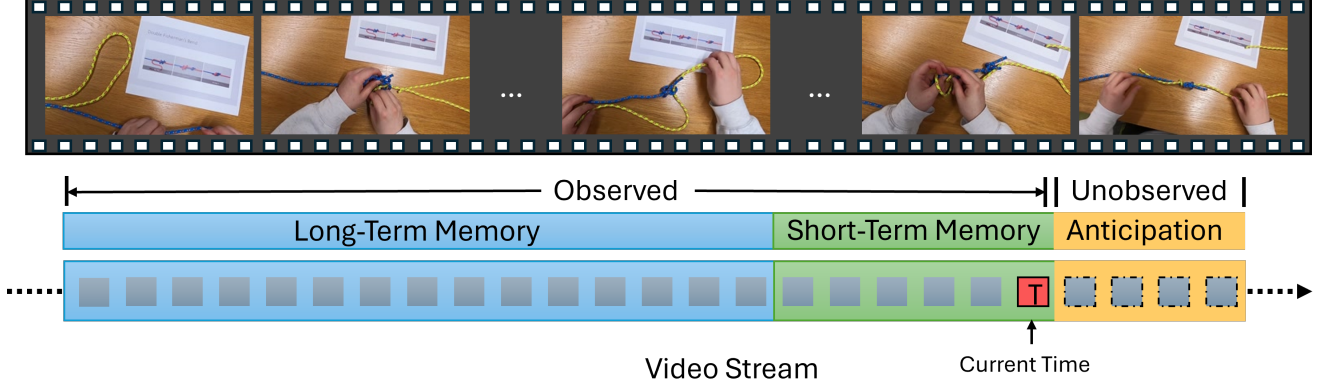 ...
...
Observed
Unobserved
Long-Term Memory
Short-Term Memory
Anticipation
T
Current Time
Video Stream